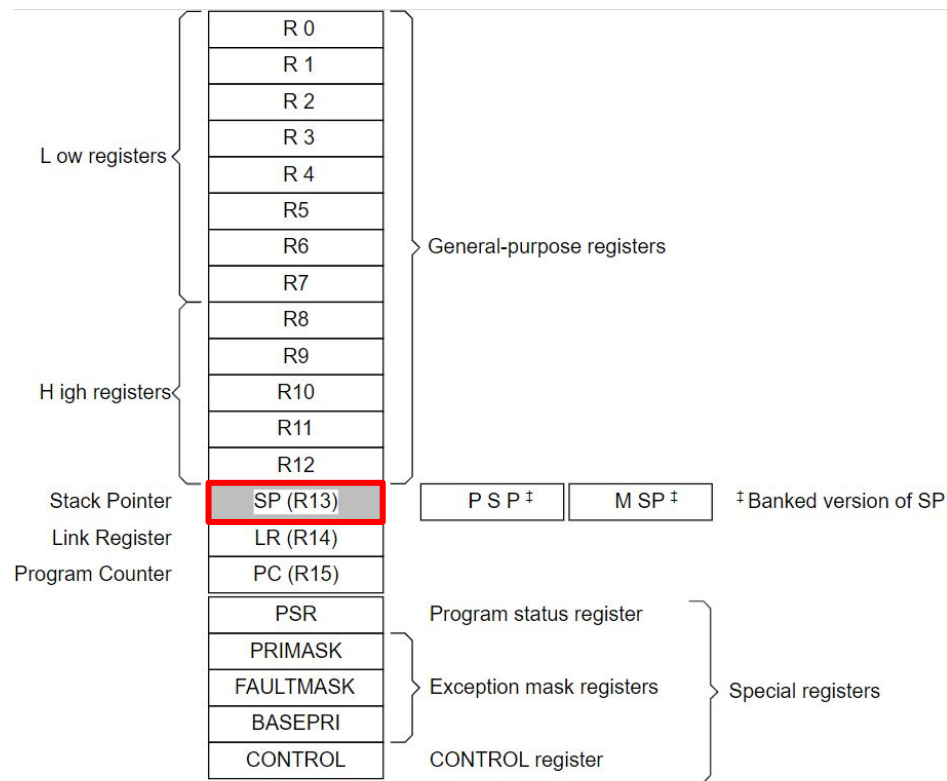 R 0
R 1
R 2
R 3
L ow registers
R 4
R5
R6
General-purpose registers
R7
R8
R9
H igh registers
R10
R11
R12
Stack Pointer SP (R13) P S P ‡ M SP ‡ ‡ Banked version of SP
Link Register LR (R14)
Program Counter PC (R15)
PSR Program status register
PRIMASK
FAULTMASK Exception mask registers Special registers
BASEPRI
CONTROL CONTROL register